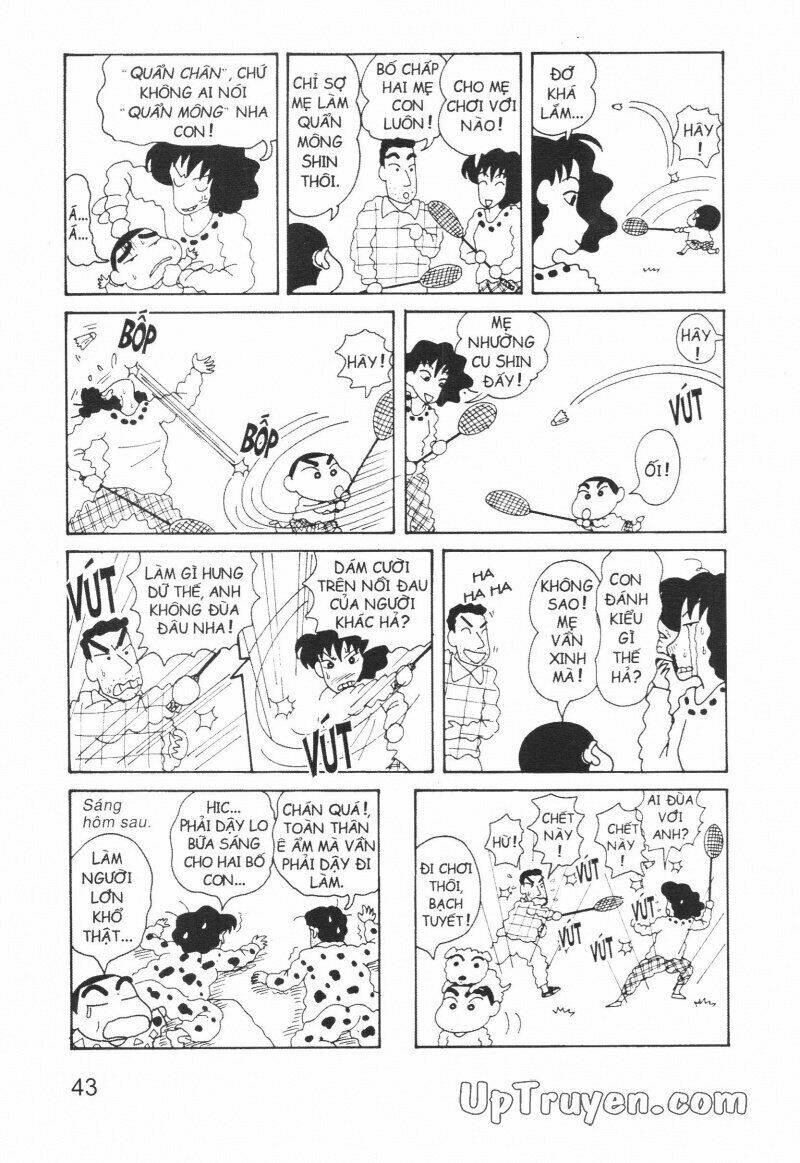 ĐỠ
KHÁ
LẮM...
HÂY
!
CHO MẸ
CHƠI VỚI
NÀO!
BỐ CHẤP
HAI MẸ
CON
LUÔN!
CHỈ SỢ
MẸ LÀM
QUẨN
MÔNG
SHIN
THÔI.
"QUẨN CHÂN", CHỨ
KHÔNG AI NÓI
"QUẨN MÔNG" NHA
CON!
Ấ...
Ấ...
HÂY
!
VÚT
MẸ
NHƯỜNG
CU SHIN
ĐẤY!
ỐI!
HÂY!
BỐP
BỐP
CON
ĐÁNH
KIỂU
GÌ
THẾ
HẢ?
KHÔNG
SAO!
MẸ
VẪN
XINH
MÀ!
HA
HA HA
DÁM CƯỜI
TRÊN NỖI ĐAU
CỦA NGƯỜI
KHÁC HẢ?
VÚT
LÀM GÌ HUNG
DỮ THẾ, ANH
KHÔNG ĐÙA
ĐÂU NHA!
VÚT
AI ĐÙA
VỚI
ANH?
CHẾT
NÀY!
CHẾT
NÀY!
HỪ!
VÚT
VÚT
VÚT
VÚT
ĐI CHƠI
THÔI,
BẠCH
TUYẾT!
Sáng
hôm sau.
CHÁN QUÁ!,
TOÀN THÂN
Ê ẨM MÀ VẪN
PHẢI DẬY ĐI
LÀM.
HIC...
PHẢI DẬY LO
BỮA SÁNG
CHO HAI BỐ
CON...
LÀM
NGƯỜI
LỚN
KHỔ
THẬT...
43
UpTruyen.com